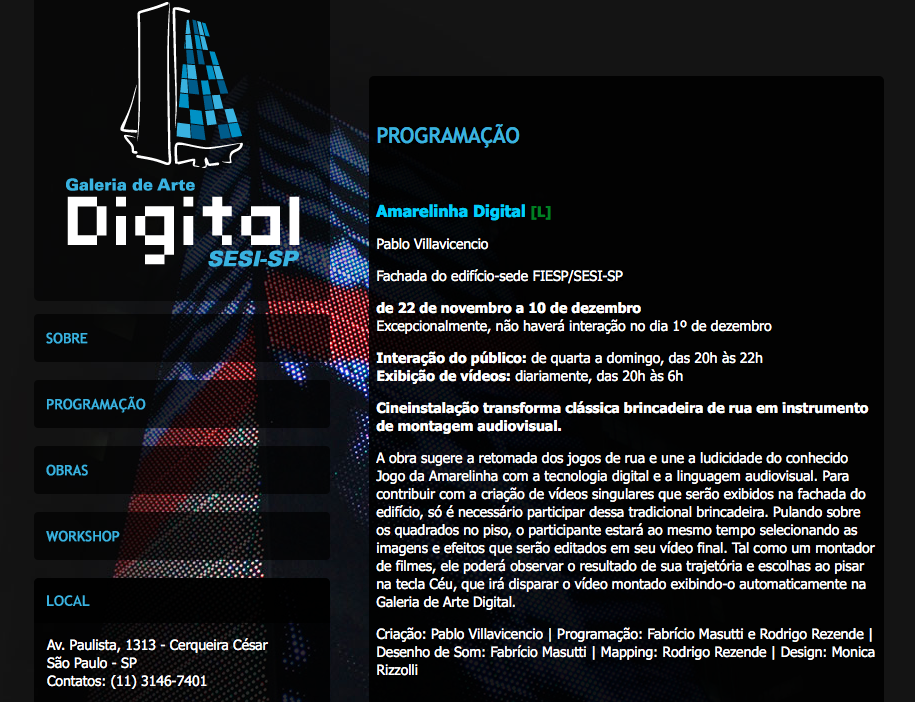 Galeria de Arte
Digital
SESI-SP
SOBRE
PROGRAMAÇÃO
OBRAS
WORKSHOP
LOCAL
Av. Paulista, 1313 - Cerqueira César
São Paulo - SP
Contatos: (11) 3146-7401
PROGRAMAÇÃO
Amarelinha Digital [L]
Pablo Villavicencio
Fachada do edifício-sede FIESP/SESI-SP
de 22 de novembro a 10 de dezembro
Excepcionalmente, não haverá interação no dia 1º de dezembro
Interação do público: de quarta a domingo, das 20h às 22h
Exibição de vídeos: diariamente, das 20h às 6h
Cineinstalação transforma clássica brincadeira de rua em instrumento
de montagem audiovisual.
A obra sugere a retomada dos jogos de rua e une a ludicidade do conhecido
Jogo da Amarelinha com a tecnologia digital e a linguagem audiovisual. Para
contribuir com a criação de vídeos singulares que serão exibidos na fachada do
edifício, só é necessário participar dessa tradicional brincadeira. Pulando sobre
os quadrados no piso, o participante estará ao mesmo tempo selecionando as
imagens e efeitos que serão editados em seu vídeo final. Tal como um montador
de filmes, ele poderá observar o resultado de sua trajetória e escolhas ao pisar
na tecla Céu, que irá disparar o vídeo montado exibindo-o automaticamente na
Galeria de Arte Digital.
Criação: Pablo Villavicencio | Programação: Fabrício Masutti e Rodrigo Rezende |
Desenho de Som: Fabrício Masutti | Mapping: Rodrigo Rezende | Design: Monica
Rizzolli